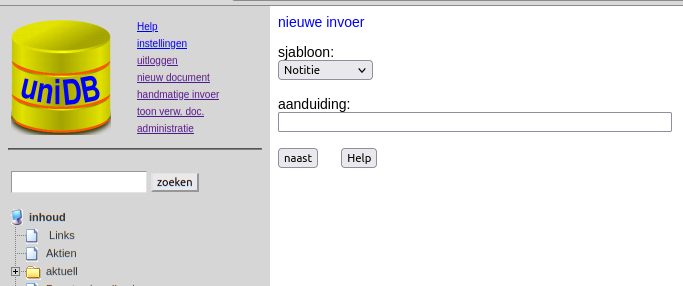 uniDB
Help
instellingen
uitloggen
nieuw document
handmatige invoer
toon verw. doc.
administratie
zoeken
inhoud
Links
Aktien
aktuell
nieuwe invoer
sjabloon:
Notitie
aanduiding:
naast Help